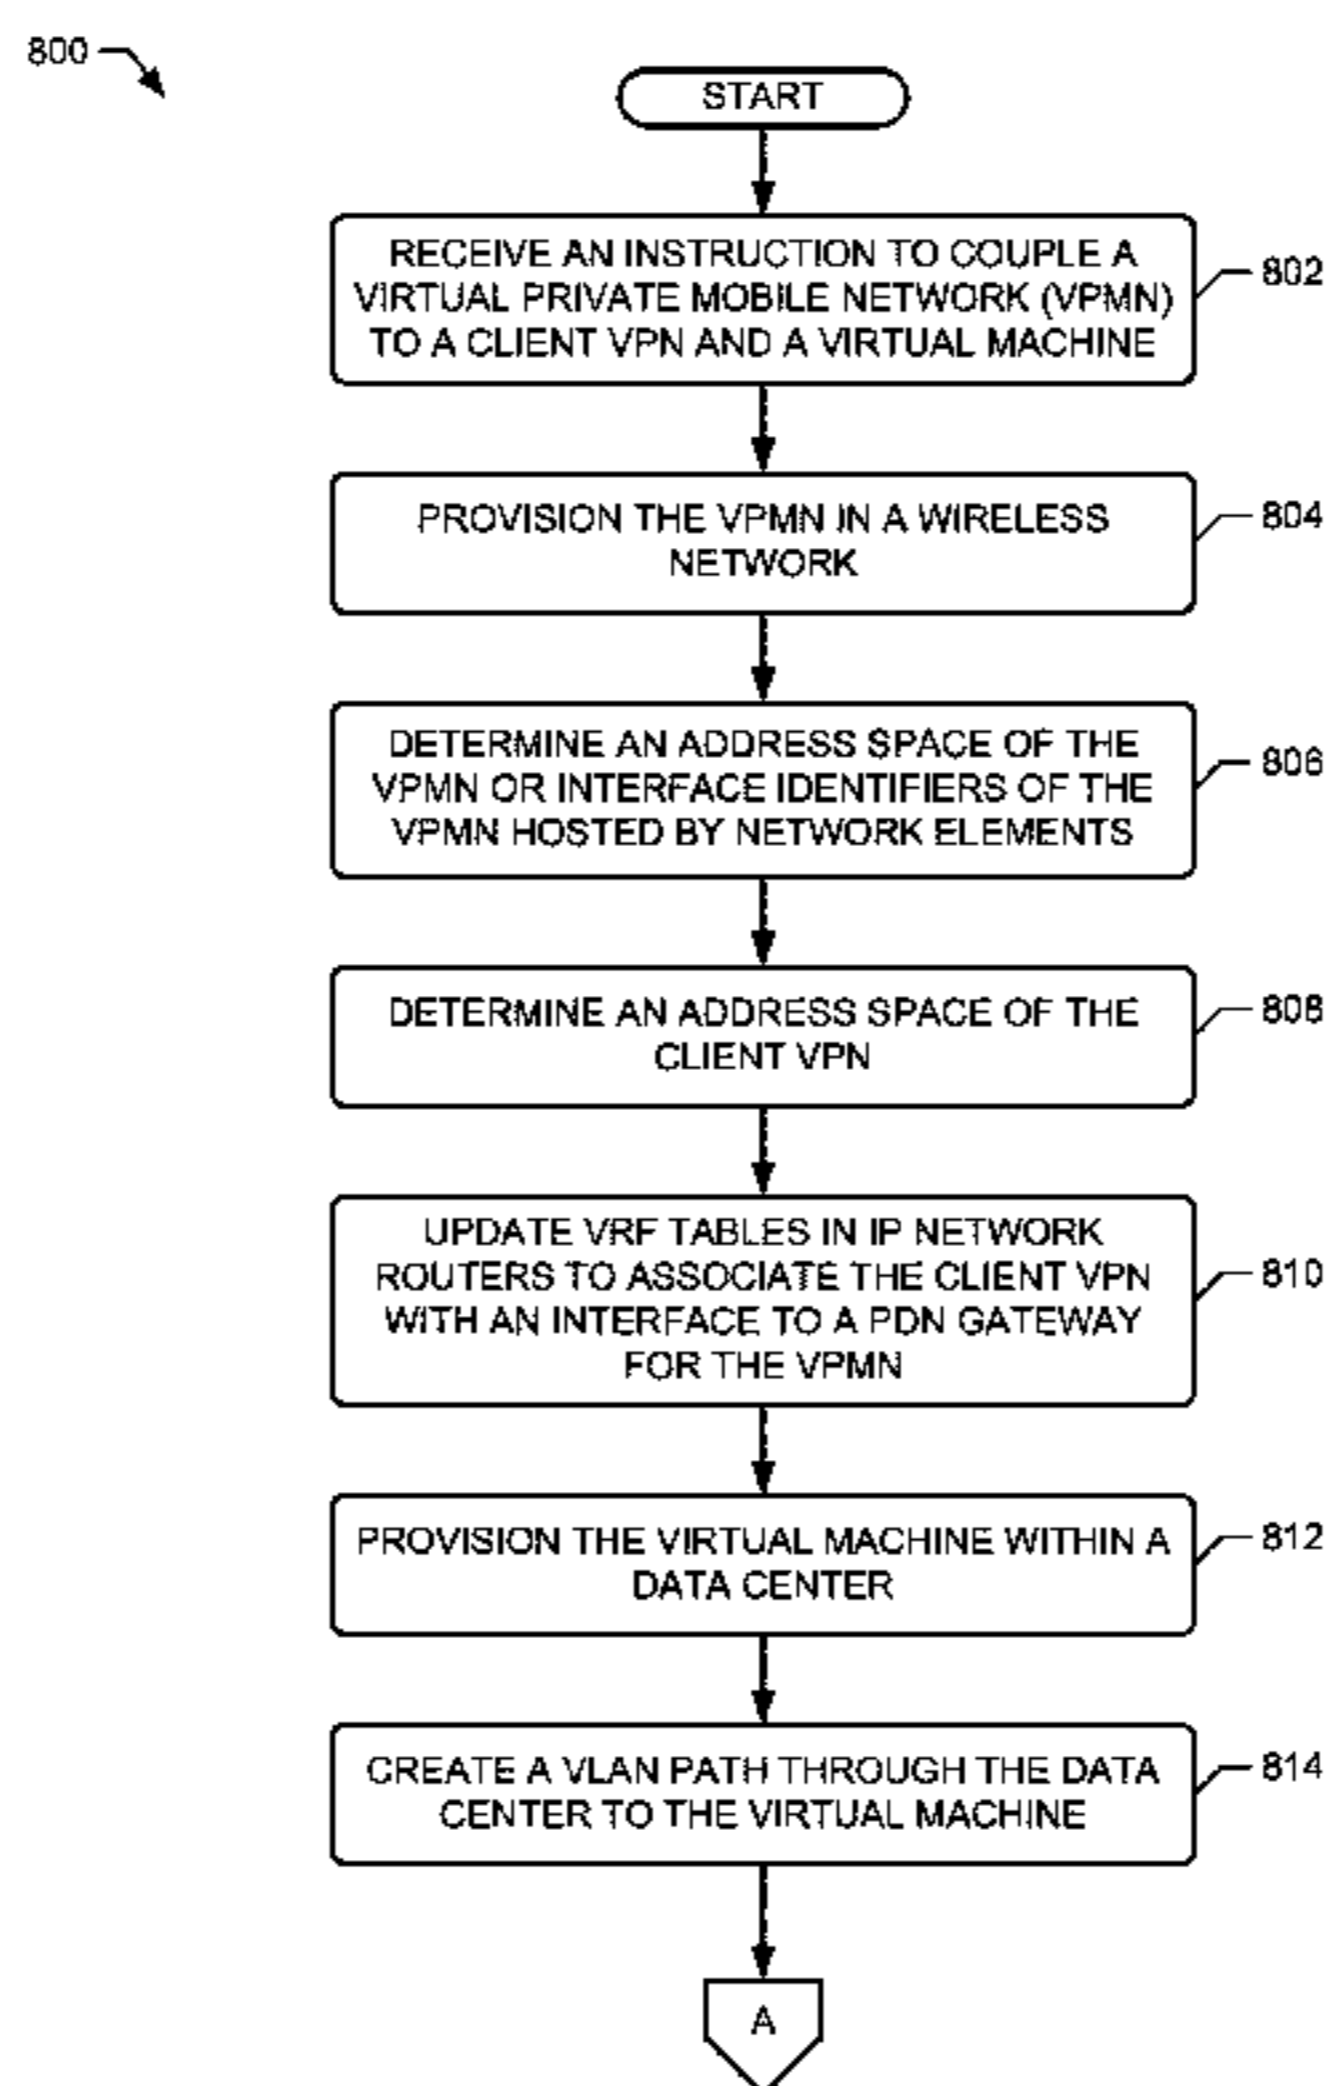 800
START
RECEIVE AN INSTRUCTION TO COUPLE A
VIRTUAL PRIVATE MOBILE NETWORK (VPMN)
TO A CLIENT VPN AND A VIRTUAL MACHINE
802
PROVISION THE VPMN IN A WIRELESS
NETWORK
804
DETERMINE AN ADDRESS SPACE OF THE
VPMN OR INTERFACE IDENTIFIERS OF THE
VPMN HOSTED BY NETWORK ELEMENTS
806
DETERMINE AN ADDRESS SPACE OF THE
CLIENT VPN
808
UPDATE VRF TABLES IN IP NETWORK
ROUTERS TO ASSOCIATE THE CLIENT VPN
WITH AN INTERFACE TO A PDN GATEWAY
FOR THE VPMN
810
PROVISION THE VIRTUAL MACHINE WITHIN A
DATA CENTER
812
CREATE A VLAN PATH THROUGH THE DATA
CENTER TO THE VIRTUAL MACHINE
814
A